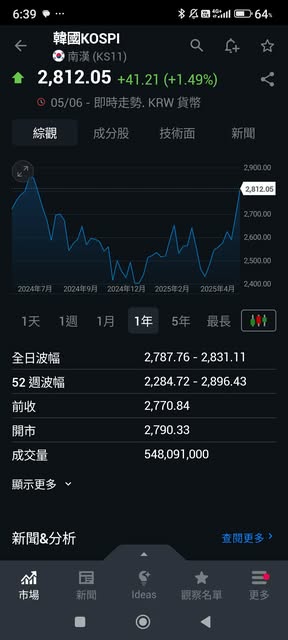 6:39
64%
韓國KOSPI
南漢 (KS11)
2,812.05 +41.21 (+1.49%)
05/06 - 即時走勢. KRW 貨幣
綜觀 成分股 技術面 新聞
2,900.00
2,812.05
2,700.00
2,600.00
2,500.00
2,400.00
2024年7月 2024年9月 2024年12月 2025年2月 2025年4月
1天 1週 1月 1年 5年 最長
全日波幅 2,787.76 - 2,831.11
52 週波幅 2,284.72 - 2,896.43
前收 2,770.84
開市 2,790.33
成交量 548,091,000
顯示更多
新聞&分析 查閱更多
市場 新聞 Ideas 觀察名單 更多